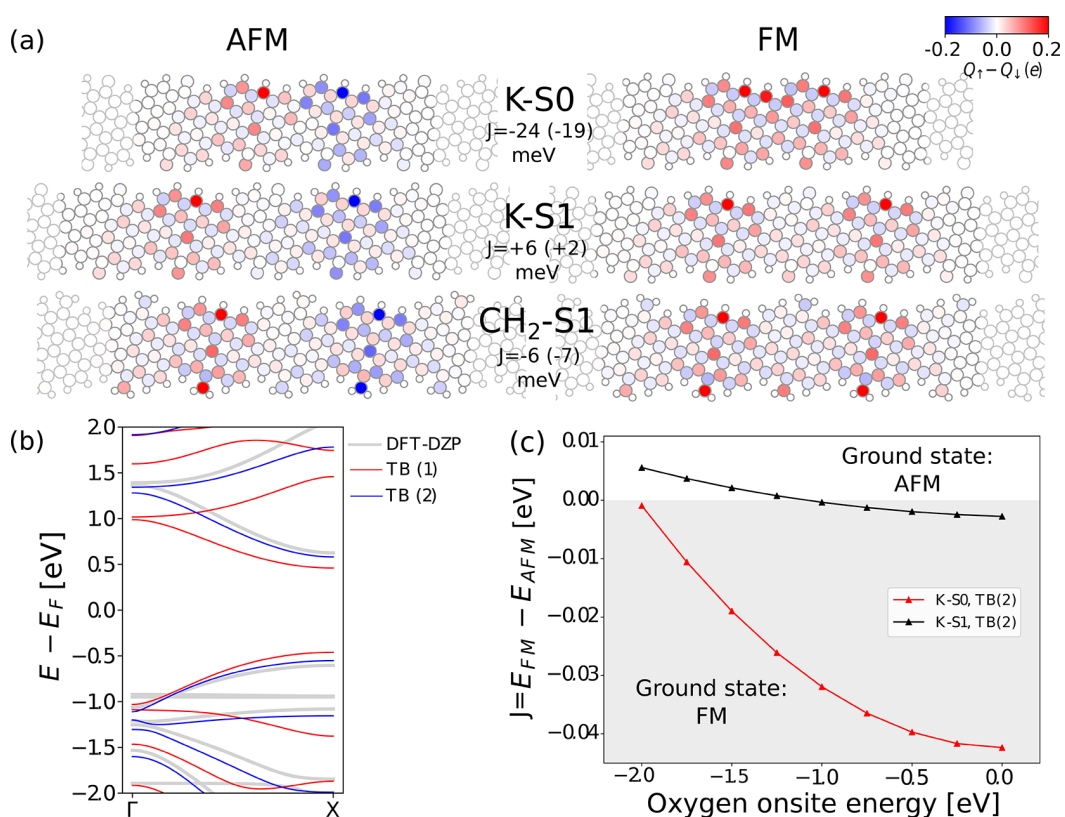 (a)
AFM
FM
-0.2 0.0 0.2
Q↑−Q↓(e)
K-S0
J=-24 (-19)
meV
K-S1
J=+6 (+2)
meV
CH₂-S1
J=-6 (-7)
meV
(b)
E − E_F [eV]
2.0
1.5
1.0
0.5
0.0
−0.5
−1.0
−1.5
−2.0
Γ X
DFT-DZP
TB (1)
TB (2)
(c)
J=E_FM − E_AFM [eV]
0.01
0.00
−0.01
−0.02
−0.03
−0.04
Ground state:
AFM
K-S0, TB(2)
K-S1, TB(2)
Ground state:
FM
−2.0 −1.5 −1.0 −0.5 0.0
Oxygen onsite energy [eV]